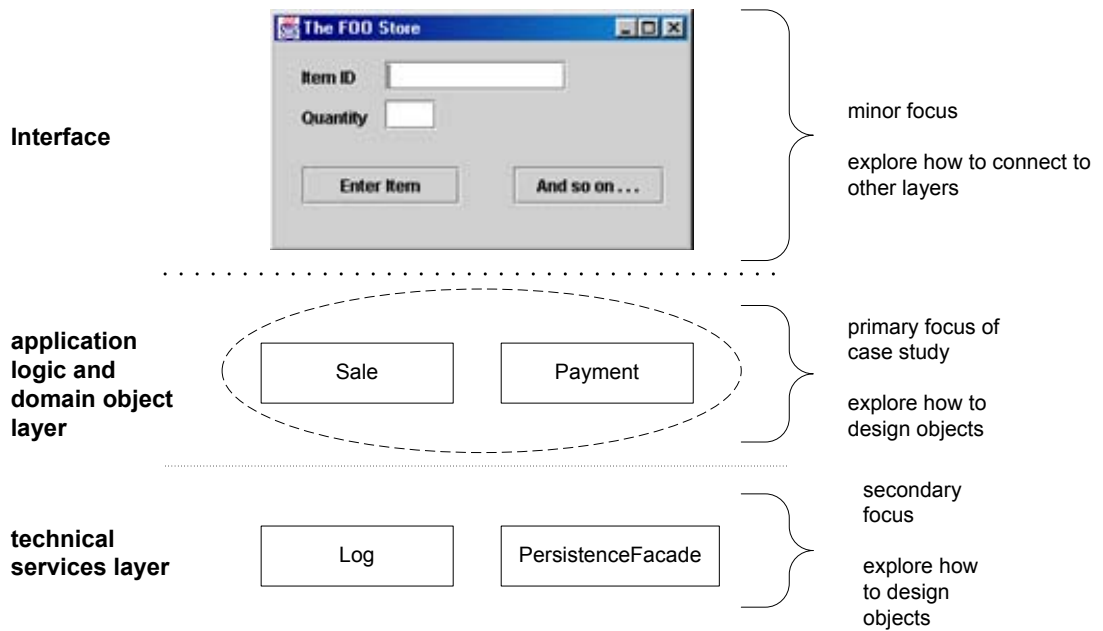 The FOO Store
Item ID
Quantity
Enter Item
And so on . . .
Interface
minor focus
explore how to connect to
other layers
application
logic and
domain object
layer
Sale
Payment
primary focus of
case study
explore how to
design objects
technical
services layer
Log
PersistenceFacade
secondary
focus
explore how
to design
objects